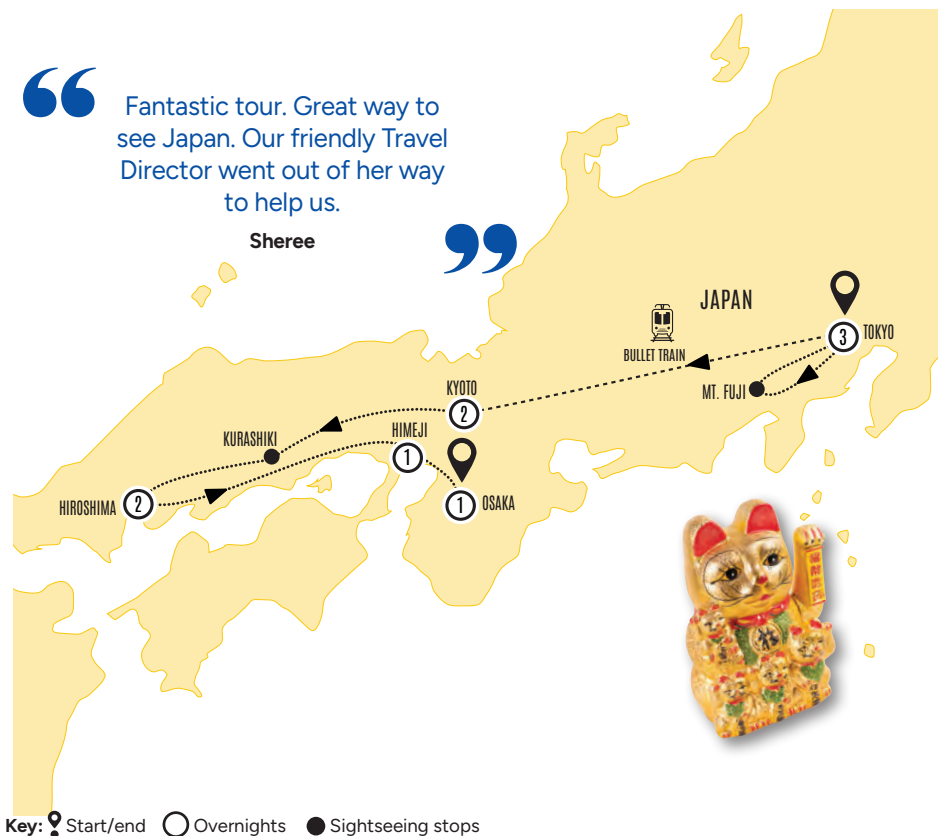 “
Fantastic tour. Great way to
see Japan. Our friendly Travel
Director went out of her way
to help us.
”
Sheree
JAPAN
BULLET TRAIN
3 TOKYO
MT. FUJI
KYOTO
2
HIMEJI
1
KURASHIKI
HIROSHIMA 2
1 OSAKA
Key: Start/end Overnights Sightseeing stops